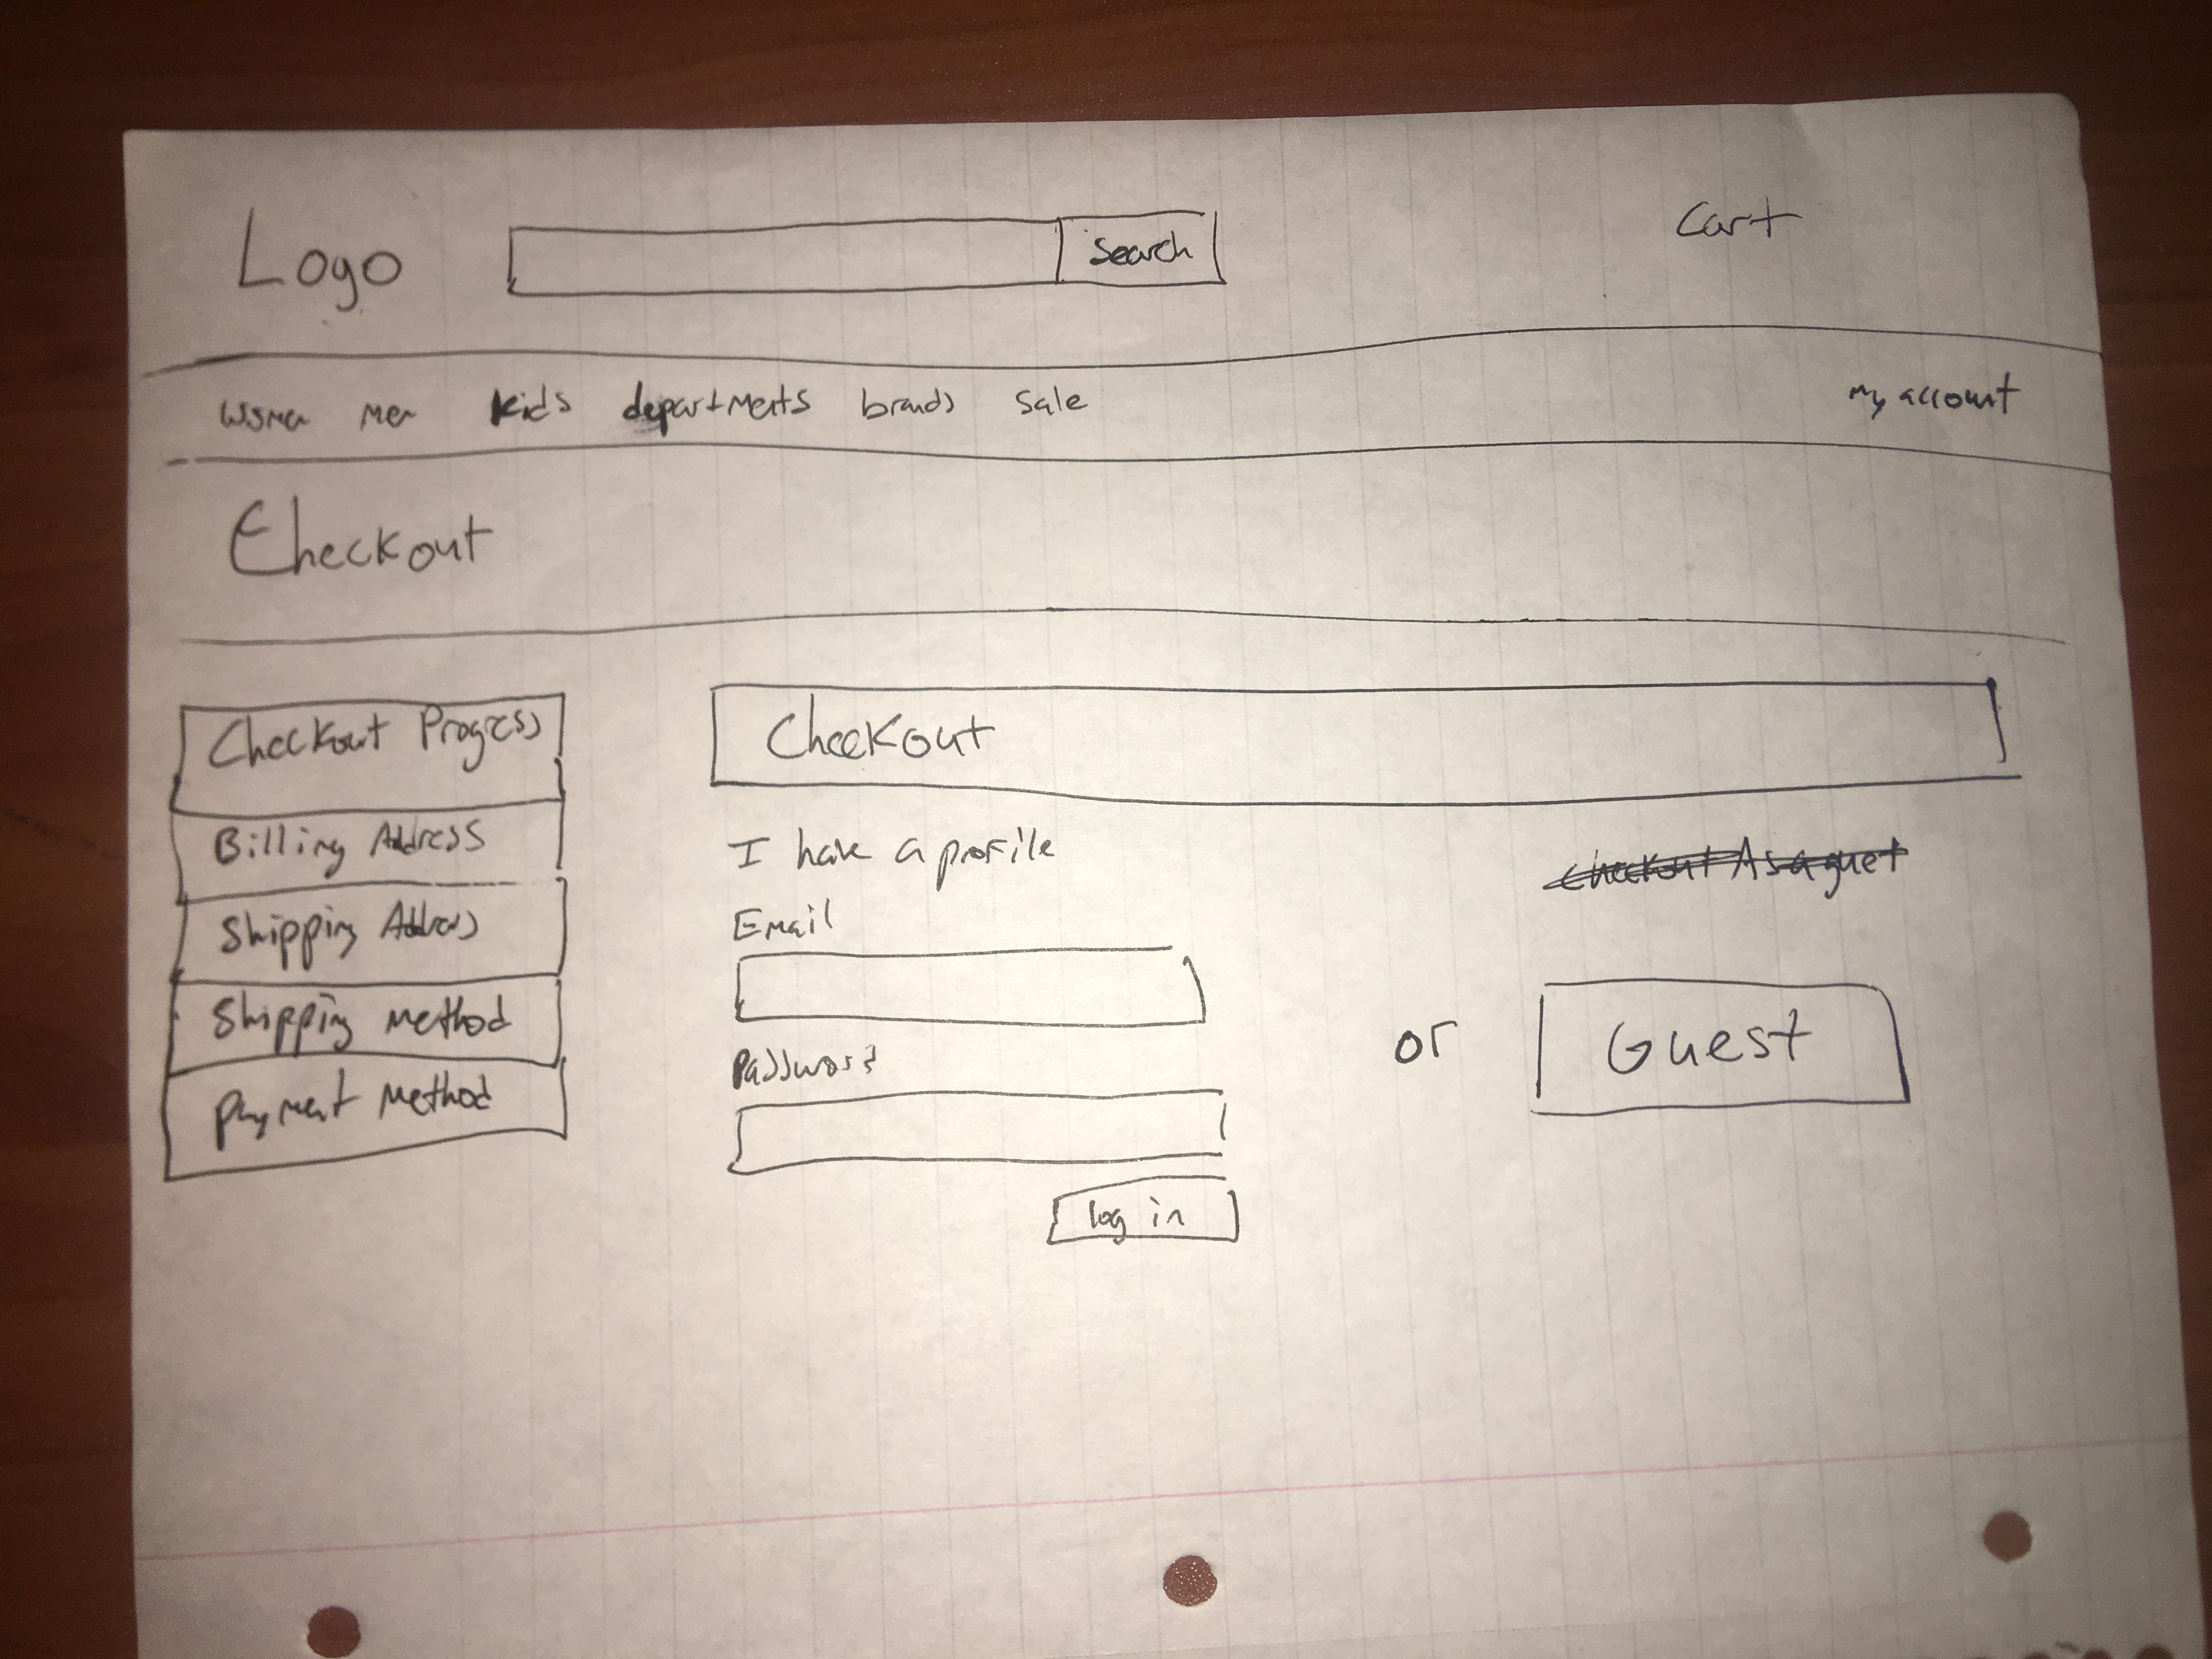 Logo
Search
Cart
women men kids departments brands sale
my account
Checkout
Checkout Progress
Billing Address
Shipping Address
Shipping Method
Payment Method
Checkout
I have a profile
Checkout As a guet
Email
Password
log in
or
Guest